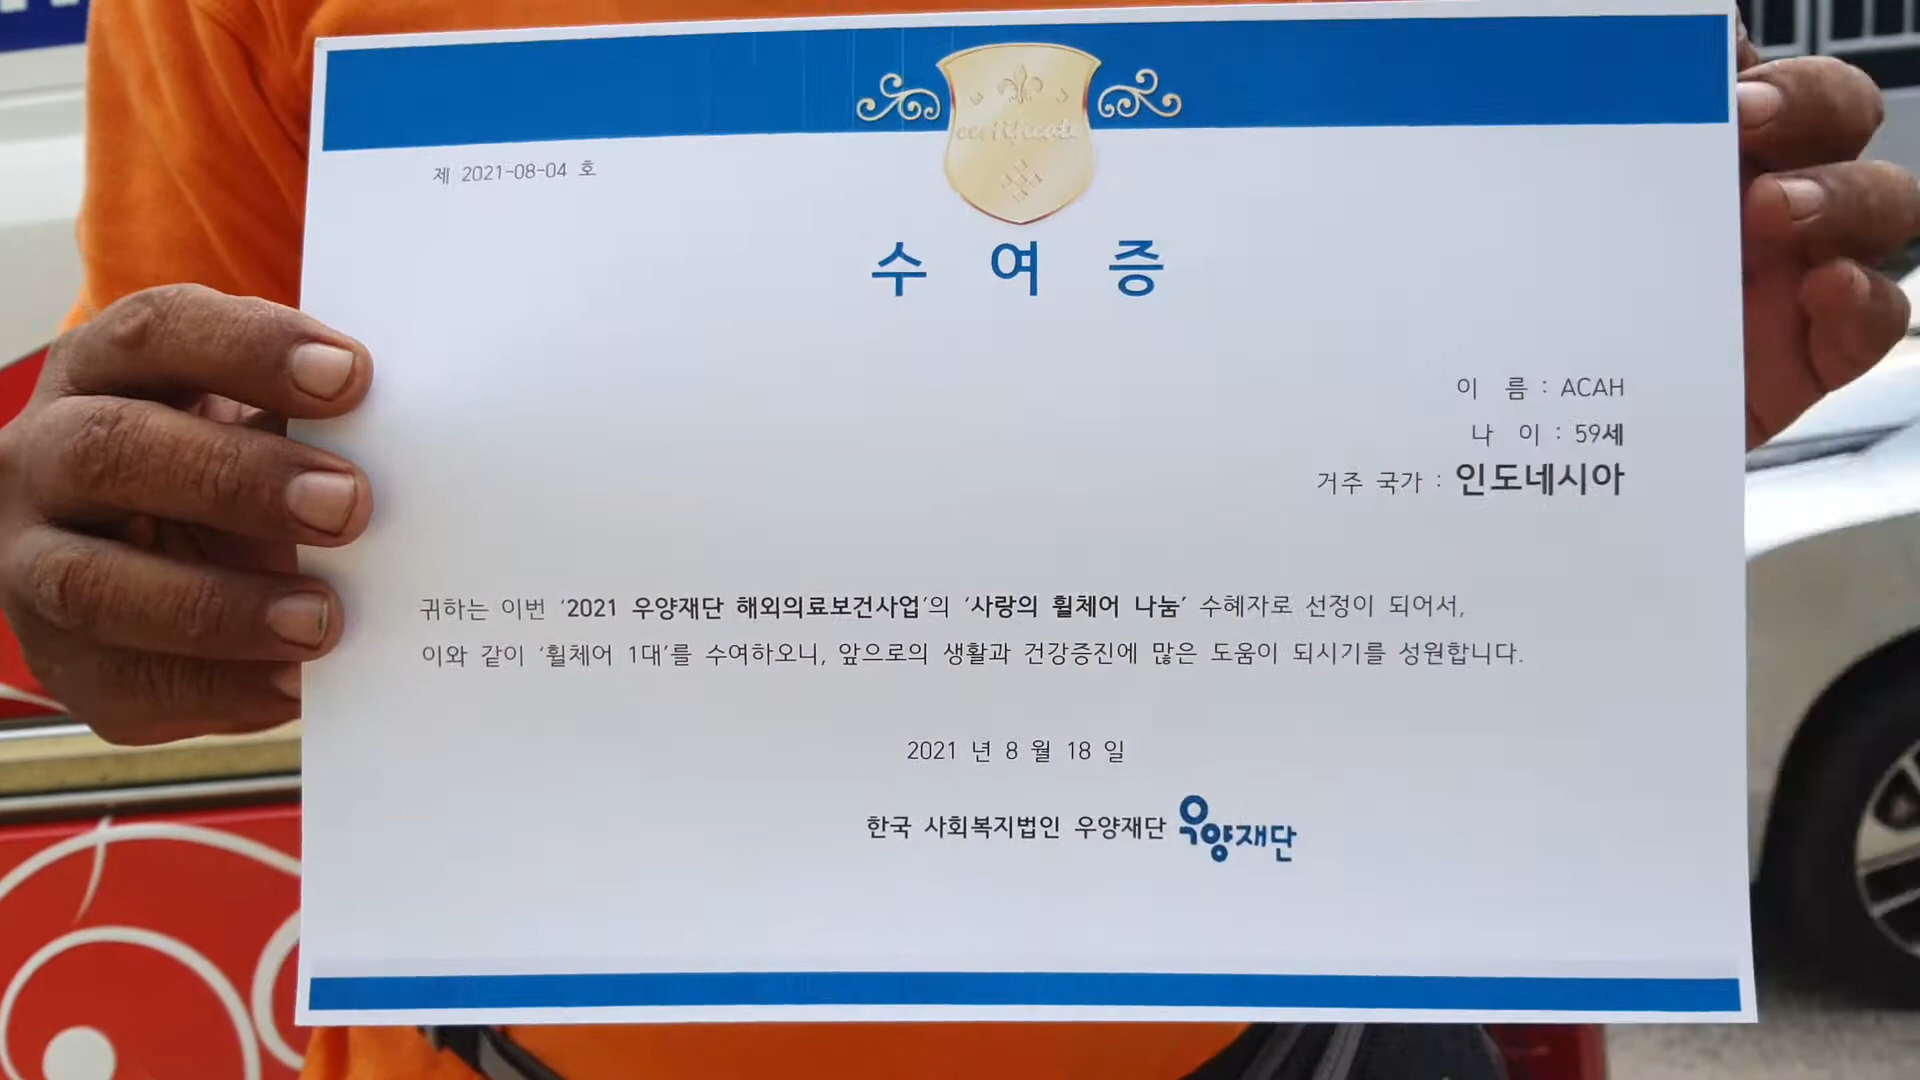 certificate
제 2021-08-04 호
수 여 증
이 름 : ACAH
나 이 : 59세
거주 국가 : 인도네시아
귀하는 이번 ‘2021 우양재단 해외의료보건사업’의 ‘사랑의 휠체어 나눔’ 수혜자로 선정이 되어서,
이와 같이 ‘휠체어 1대’를 수여하오니, 앞으로의 생활과 건강증진에 많은 도움이 되시기를 성원합니다.
2021 년 8 월 18 일
한국 사회복지법인 우양재단 우양재단